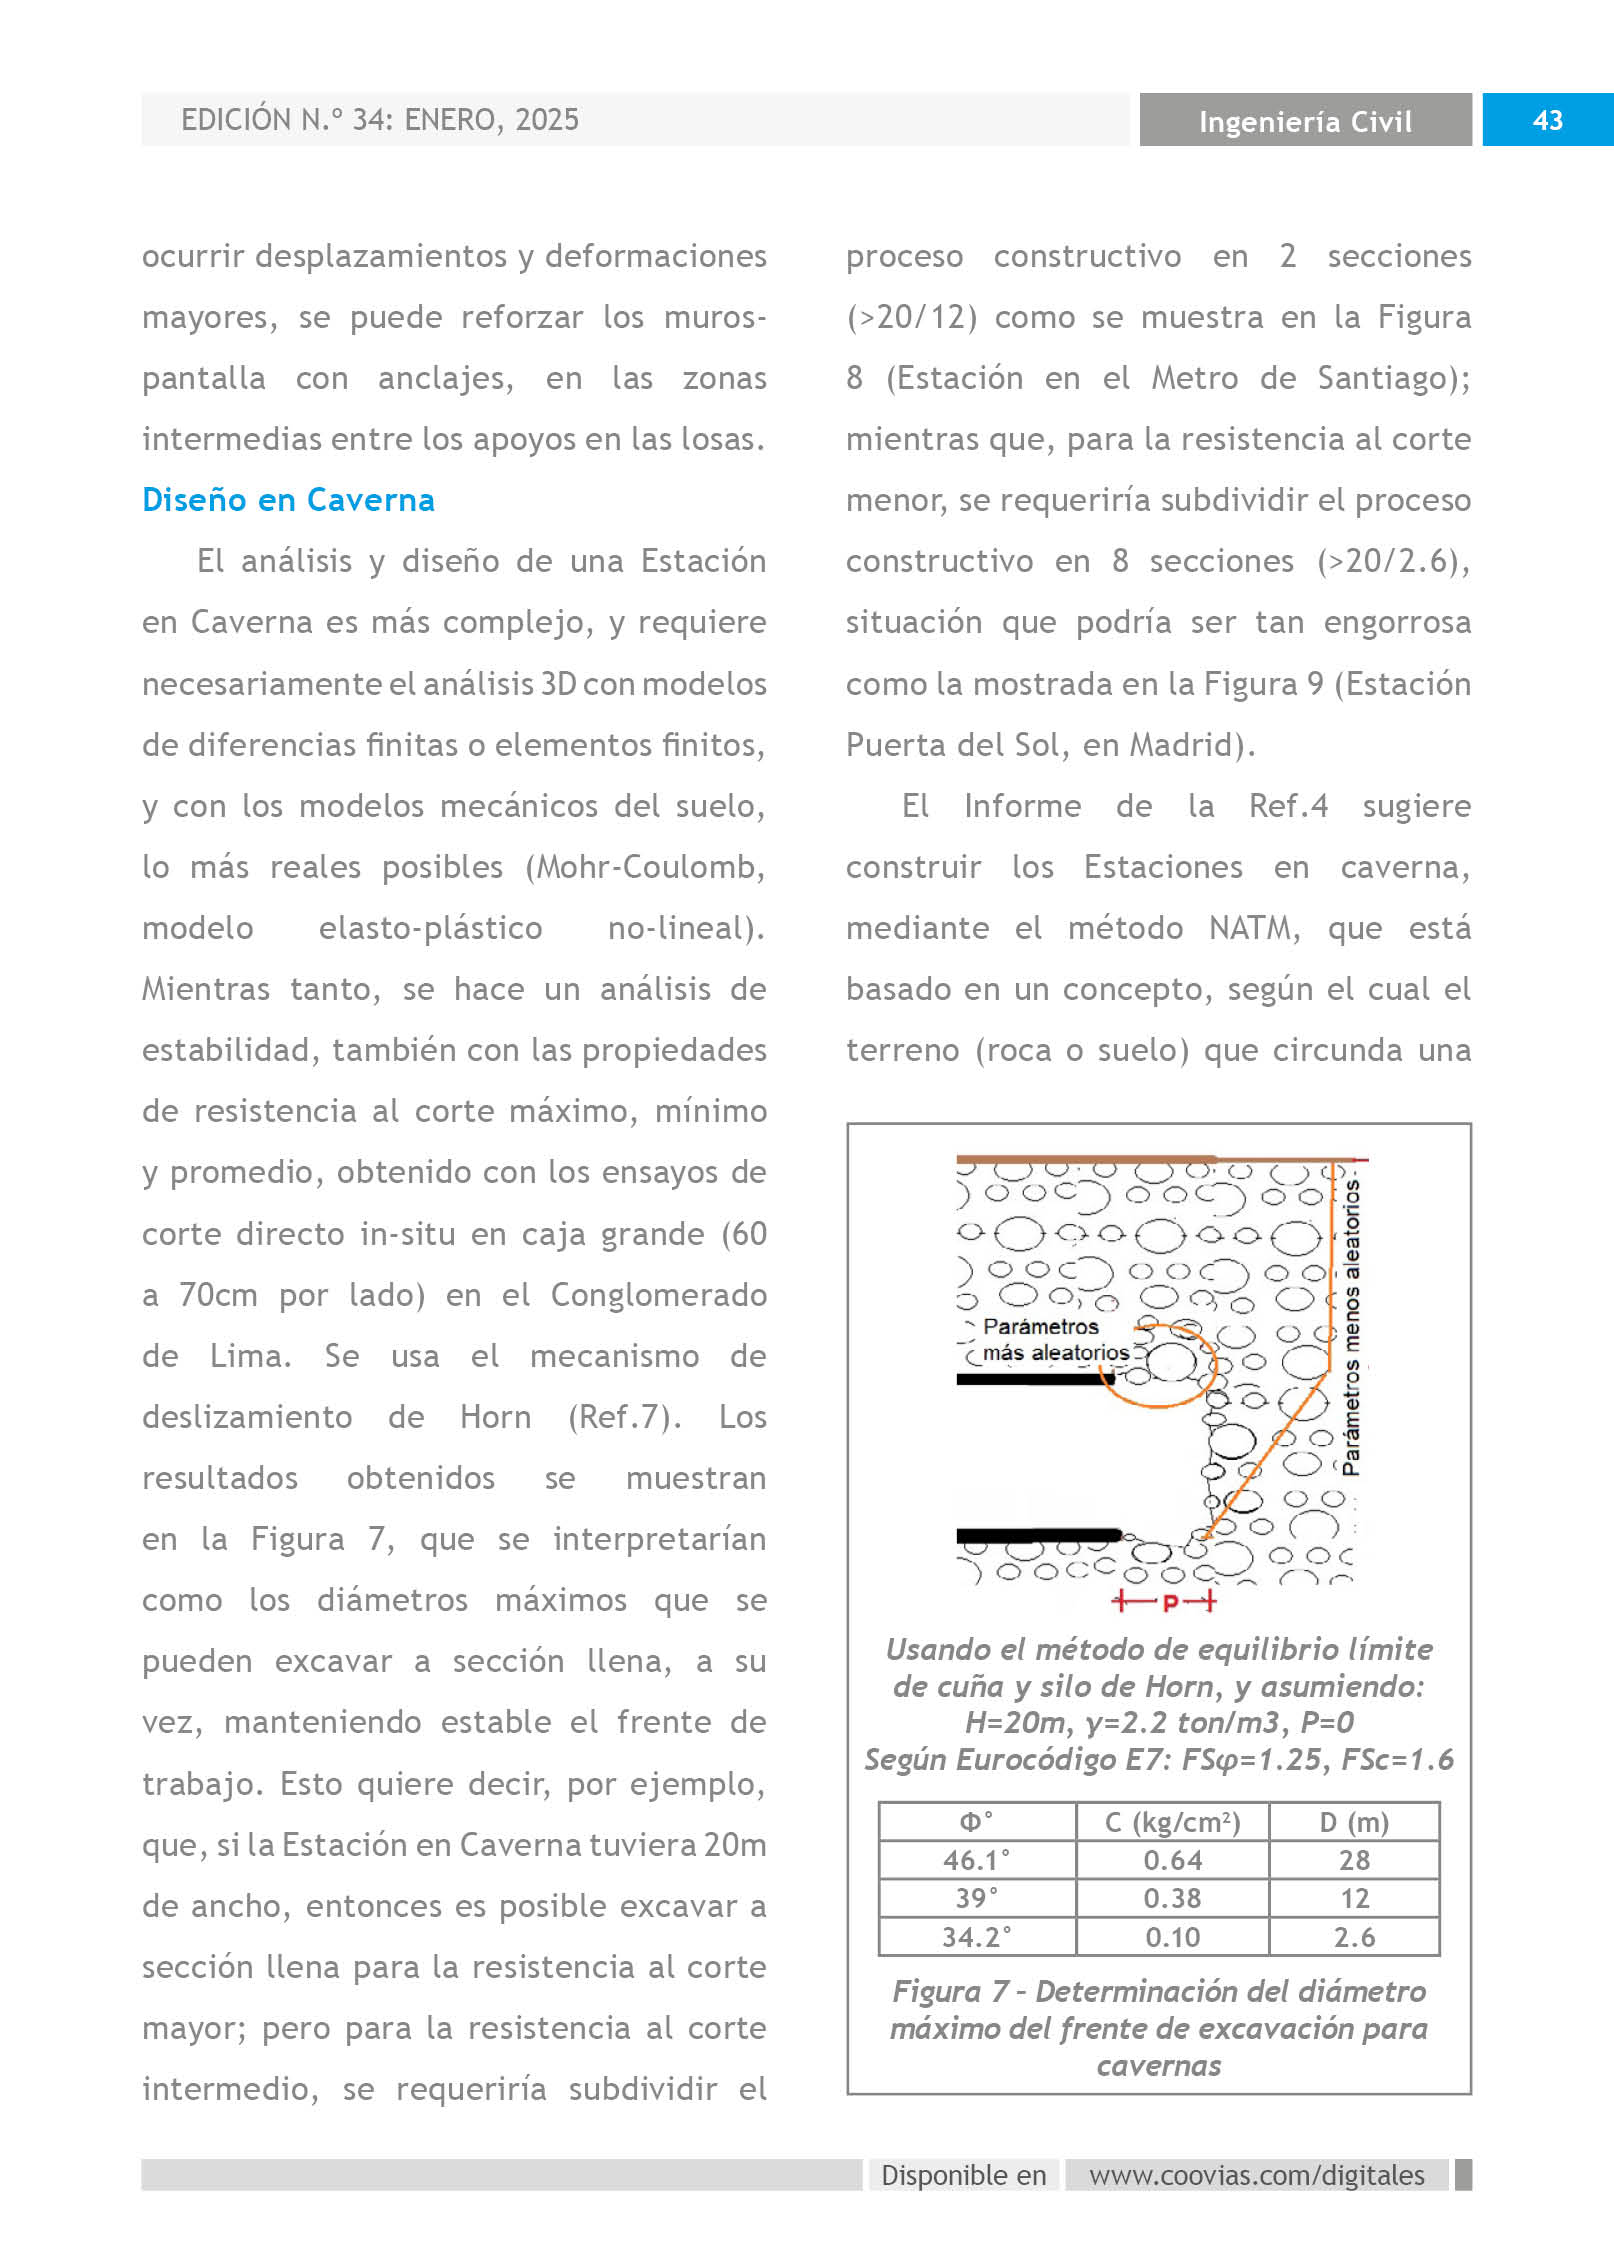 EDICIÓN N.º 34: ENERO, 2025
Ingeniería Civil
43
ocurrir desplazamientos y deformaciones
mayores, se puede reforzar los muros-
pantalla con anclajes, en las zonas
intermedias entre los apoyos en las losas.
Diseño en Caverna
El análisis y diseño de una Estación
en Caverna es más complejo, y requiere
necesariamente el análisis 3D con modelos
de diferencias finitas o elementos finitos,
y con los modelos mecánicos del suelo,
lo más reales posibles (Mohr-Coulomb,
modelo elasto-plástico no-lineal).
Mientras tanto, se hace un análisis de
estabilidad, también con las propiedades
de resistencia al corte máximo, mínimo
y promedio, obtenido con los ensayos de
corte directo in-situ en caja grande (60
a 70cm por lado) en el Conglomerado
de Lima. Se usa el mecanismo de
deslizamiento de Horn (Ref.7). Los
resultados obtenidos se muestran
en la Figura 7, que se interpretarían
como los diámetros máximos que se
pueden excavar a sección llena, a su
vez, manteniendo estable el frente de
trabajo. Esto quiere decir, por ejemplo,
que, si la Estación en Caverna tuviera 20m
de ancho, entonces es posible excavar a
sección llena para la resistencia al corte
mayor; pero para la resistencia al corte
intermedio, se requeriría subdividir el
proceso constructivo en 2 secciones
(>20/12) como se muestra en la Figura
8 (Estación en el Metro de Santiago);
mientras que, para la resistencia al corte
menor, se requeriría subdividir el proceso
constructivo en 8 secciones (>20/2.6),
situación que podría ser tan engorrosa
como la mostrada en la Figura 9 (Estación
Puerta del Sol, en Madrid).
El Informe de la Ref.4 sugiere
construir los Estaciones en caverna,
mediante el método NATM, que está
basado en un concepto, según el cual el
terreno (roca o suelo) que circunda una
Parámetros
más aleatorios
Parámetros menos aleatorios
P
Usando el método de equilibrio límite
de cuña y silo de Horn, y asumiendo:
H=20m, γ=2.2 ton/m3, P=0
Según Eurocódigo E7: FSφ=1.25, FSc=1.6
Φ° C (kg/cm²) D (m)
46.1° 0.64 28
39° 0.38 12
34.2° 0.10 2.6
Figura 7 – Determinación del diámetro
máximo del frente de excavación para
cavernas
Disponible en www.coovias.com/digitales